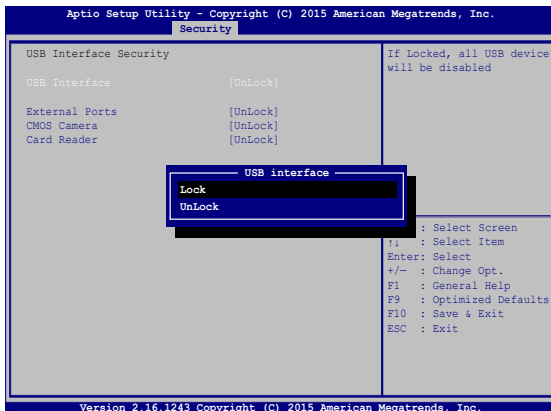 Aptio Setup Utility - Copyright (C) 2015 American Megatrends, Inc.
Security
USB Interface Security
USB Interface [UnLock]
External Ports [UnLock]
CMOS Camera [UnLock]
Card Reader [UnLock]
USB interface
Lock
UnLock
If Locked, all USB device
will be disabled
: Select Screen
↑↓ : Select Item
Enter: Select
+/— : Change Opt.
F1 : General Help
F9 : Optimized Defaults
F10 : Save & Exit
ESC : Exit
Version 2.16.1243 Copyright (C) 2015 American Megatrends, Inc.